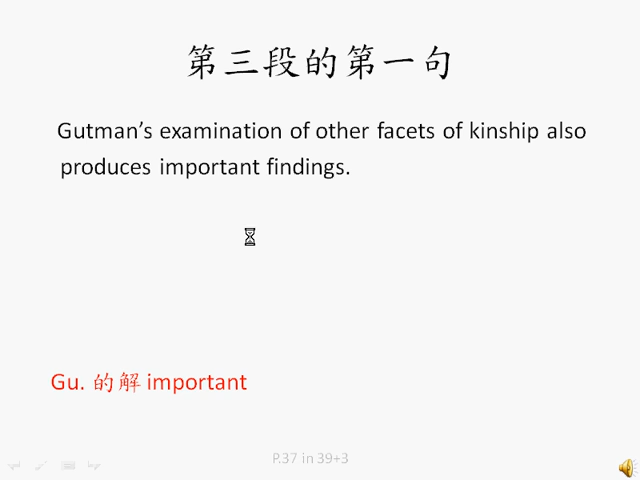 第三段的第一句
Gutman’s examination of other facets of kinship also
produces important findings.
Gu. 的解 important
P.37 in 39+3